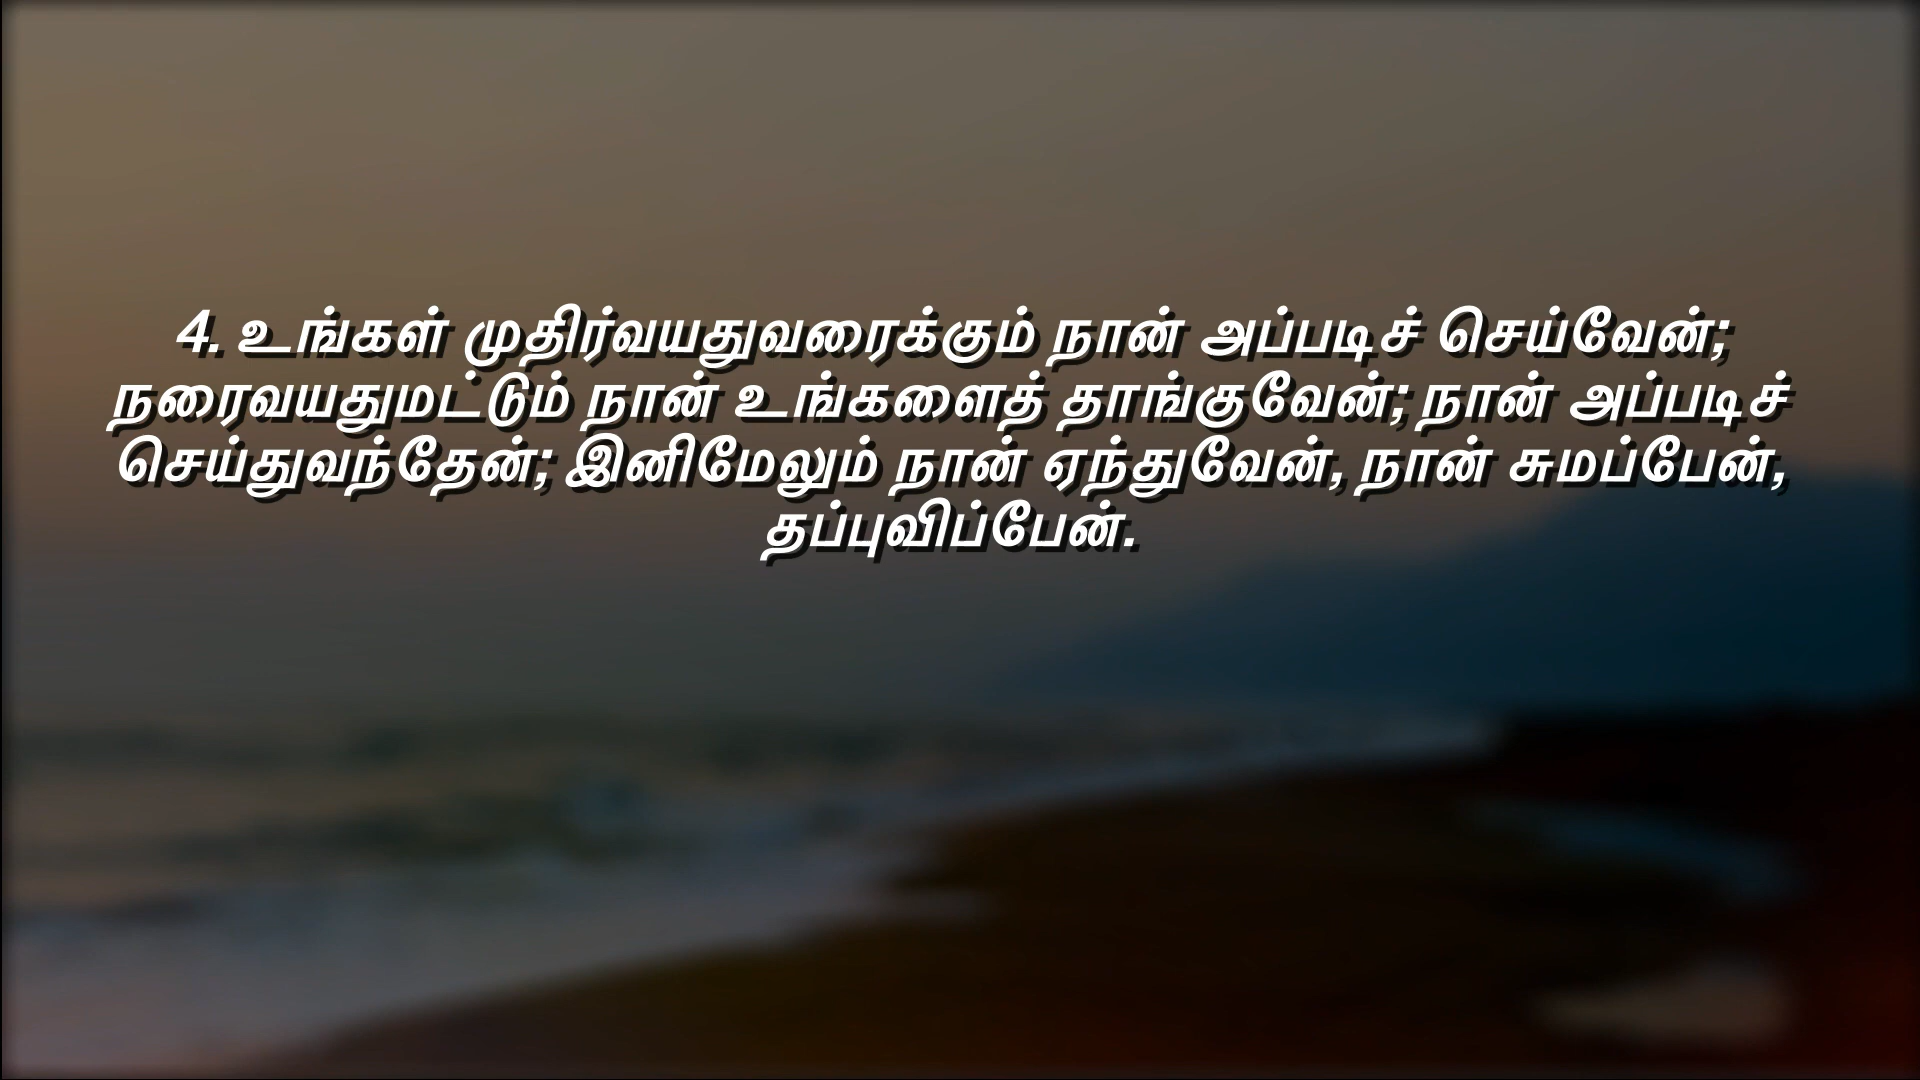 4. உங்கள் முதிர்வயதுவரைக்கும் நான் அப்படிச் செய்வேன்;
நரைவயதுமட்டும் நான் உங்களைத் தாங்குவேன்; நான் அப்படிச்
செய்துவந்தேன்; இனிமேலும் நான் ஏந்துவேன், நான் சுமப்பேன்,
தப்புவிப்பேன்.